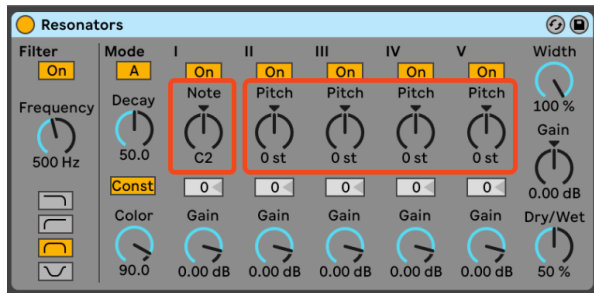 Resonators
Filter Mode I II III IV V Width
On A On On On On On
Note Pitch Pitch Pitch Pitch
Frequency Decay 100 %
500 Hz 50.0 C2 0 st 0 st 0 st 0 st Gain
Const 0 0 0 0 0 0.00 dB
Color Gain Gain Gain Gain Gain Dry/Wet
90.0 0.00 dB 0.00 dB 0.00 dB 0.00 dB 0.00 dB 50 %